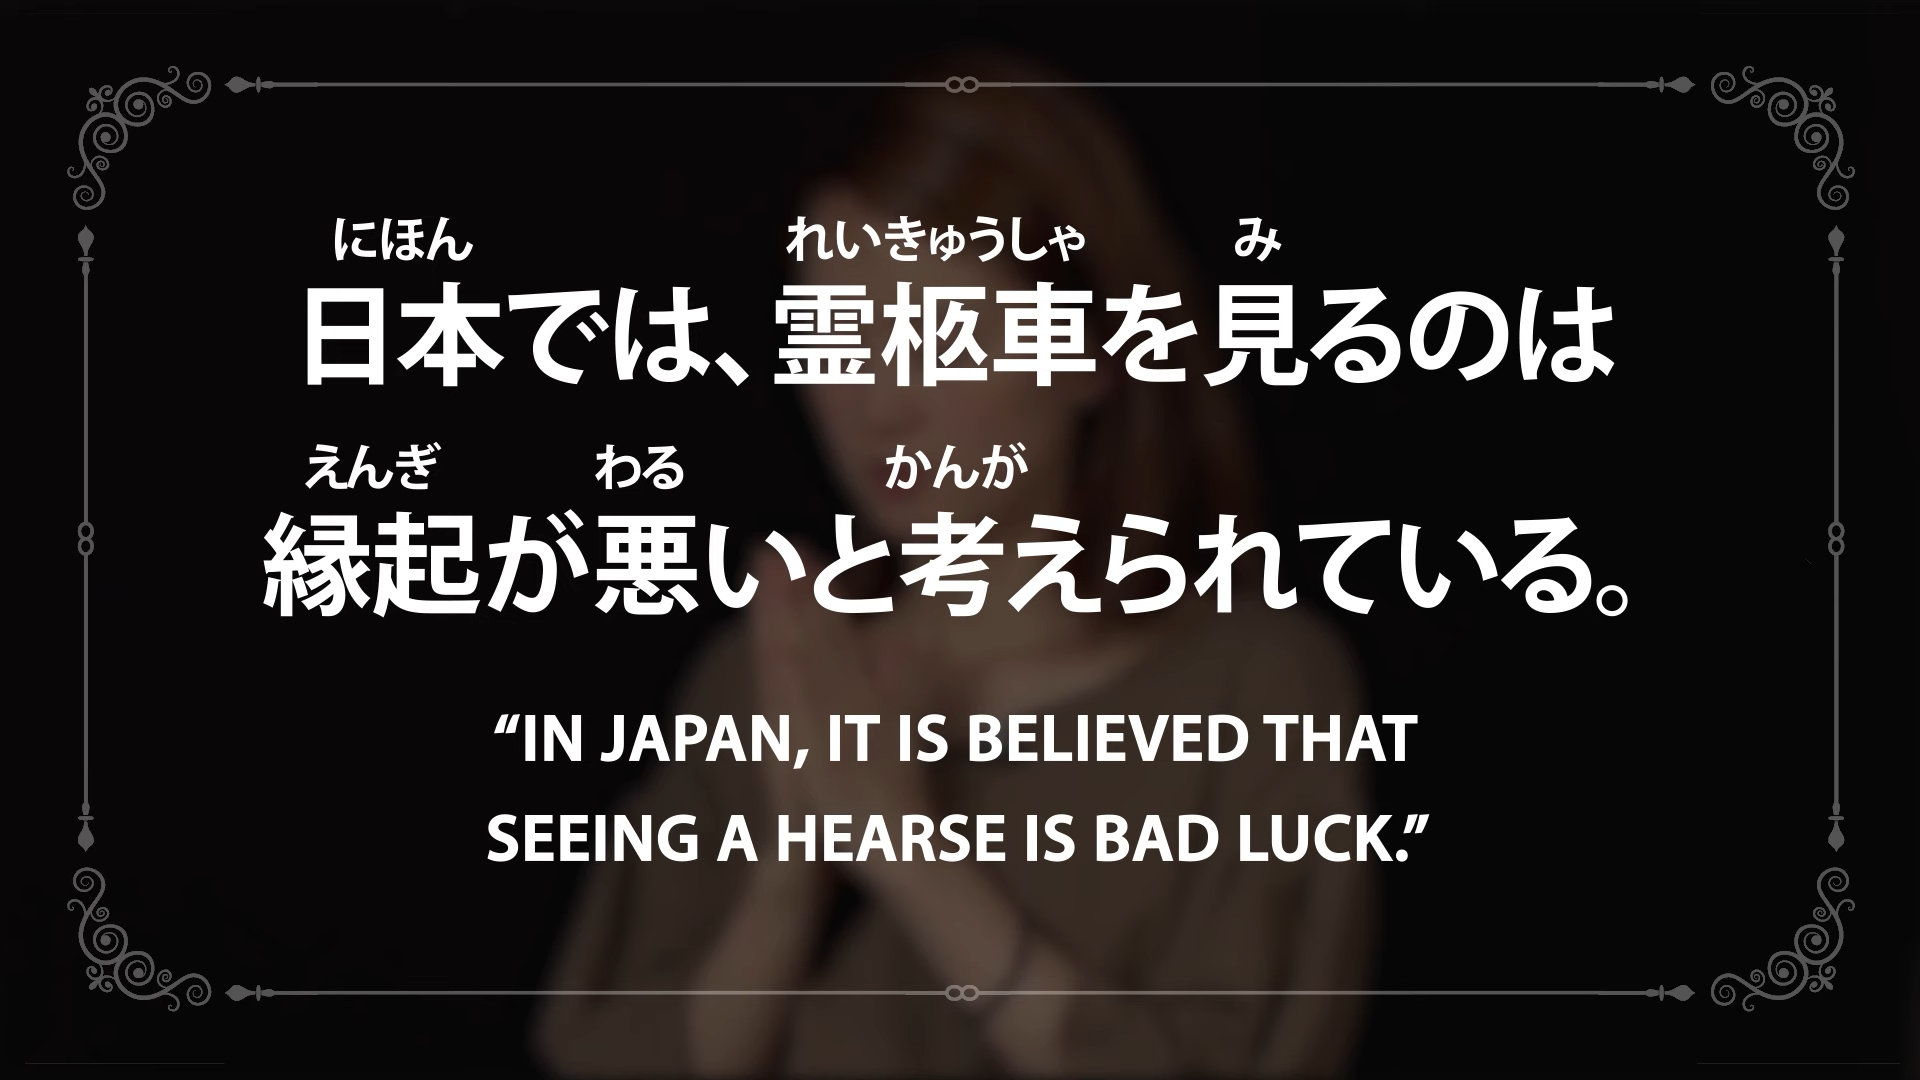 にほん れいきゅうしゃ み
日本では、霊柩車を見るのは
えんぎ わる かんが
縁起が悪いと考えられている。
“IN JAPAN, IT IS BELIEVED THAT
SEEING A HEARSE IS BAD LUCK.”